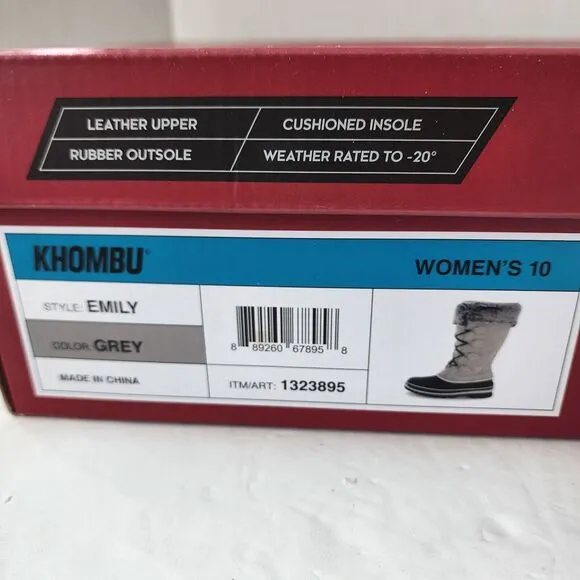 LEATHER UPPER CUSHIONED INSOLE
RUBBER OUTSOLE WEATHER RATED TO -20°
KHOMBU® WOMEN'S 10
STYLE: EMILY
COLOR: GREY
MADE IN CHINA
8 89260 67895 8
ITM/ART: 1323895